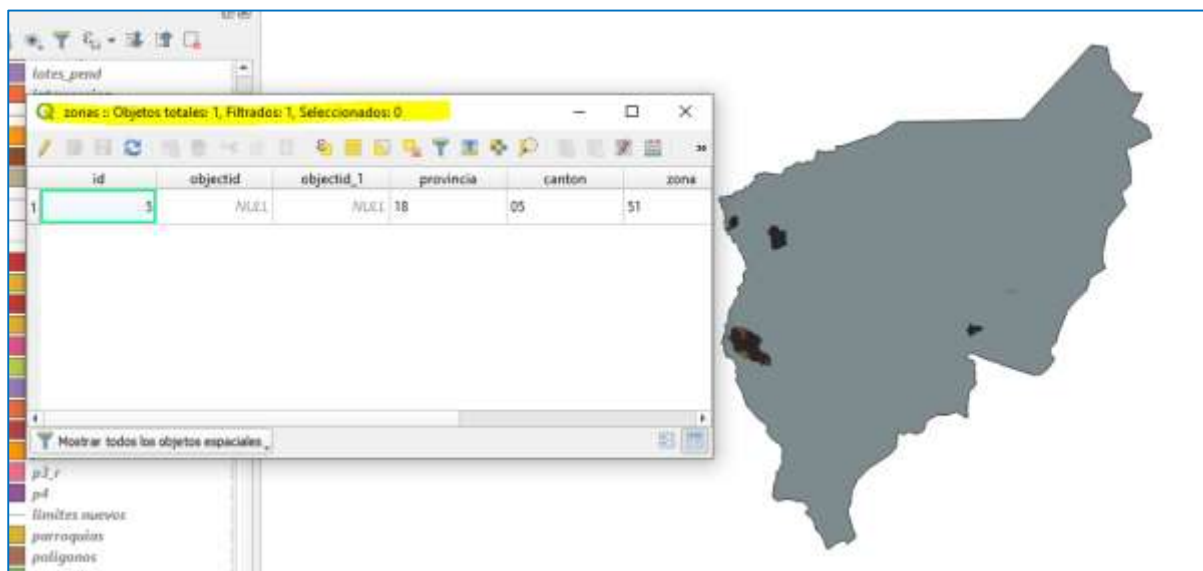 lotes_pend
zonas :: Objetos totales: 1, Filtrados: 1, Seleccionados: 0
id objectid objectid_1 provincia canton zona
1 5 NULL NULL 18 05 51
Mostrar todos los objetos espaciales
p3_r
p4
limites nuevos
parroquias
poligonos